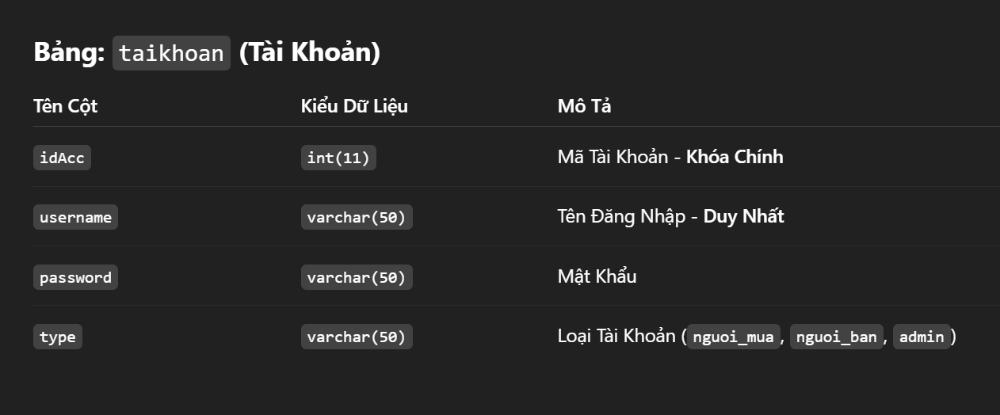 Bảng: taikhoan (Tài Khoản)
Tên Cột Kiểu Dữ Liệu Mô Tả
idAcc int(11) Mã Tài Khoản - Khóa Chính
username varchar(50) Tên Đăng Nhập - Duy Nhất
password varchar(50) Mật Khẩu
type varchar(50) Loại Tài Khoản (nguoi_mua, nguoi_ban, admin)